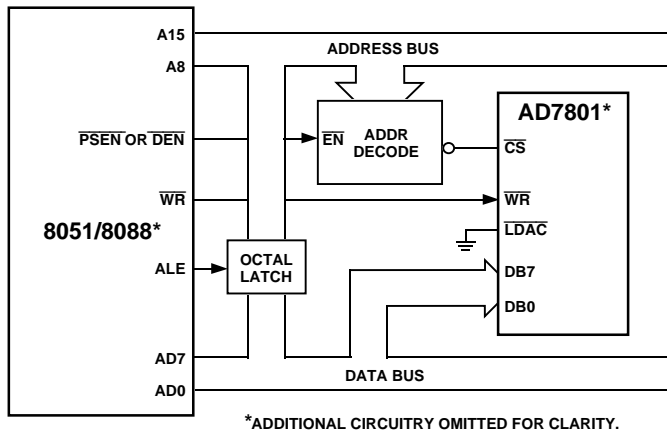 A15
ADDRESS BUS
A8
AD7801*
PSEN OR DEN
EN
ADDR
DECODE
CS
WR
WR
8051/8088*
LDAC
ALE
OCTAL
LATCH
DB7
DB0
AD7
DATA BUS
AD0
*ADDITIONAL CIRCUITRY OMITTED FOR CLARITY.